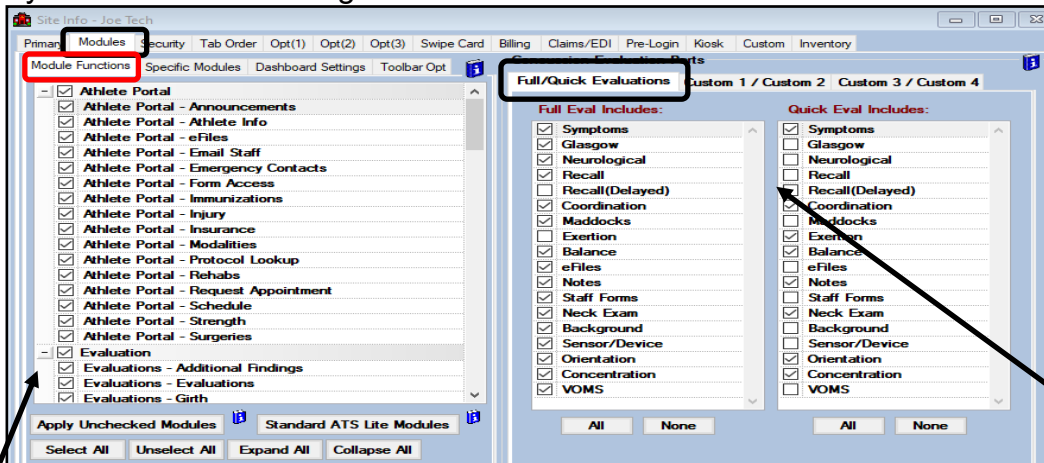 Site Info - Joe Tech
Primary Modules Security Tab Order Opt(1) Opt(2) Opt(3) Swipe Card Billing Claims/EDI Pre-Login Kiosk Custom Inventory
Module Functions Specific Modules Dashboard Settings Toolbar Opt
Athlete Portal
Athlete Portal - Announcements
Athlete Portal - Athlete Info
Athlete Portal - eFiles
Athlete Portal - Email Staff
Athlete Portal - Emergency Contacts
Athlete Portal - Form Access
Athlete Portal - Immunizations
Athlete Portal - Injury
Athlete Portal - Insurance
Athlete Portal - Modalities
Athlete Portal - Protocol Lookup
Athlete Portal - Rehabs
Athlete Portal - Request Appointment
Athlete Portal - Schedule
Athlete Portal - Strength
Athlete Portal - Surgeries
Evaluation
Evaluations - Additional Findings
Evaluations - Evaluations
Evaluations - Girth
Apply Unchecked Modules Standard ATS Lite Modules
Select All Unselect All Expand All Collapse All
Concussion Evaluation Parts
Full/Quick Evaluations Custom 1 / Custom 2 Custom 3 / Custom 4
Full Eval Includes:
Symptoms
Glasgow
Neurological
Recall
Recall(Delayed)
Coordination
Maddocks
Exertion
Balance
eFiles
Notes
Staff Forms
Neck Exam
Background
Sensor/Device
Orientation
Concentration
VOMS
All None
Quick Eval Includes:
Symptoms
Glasgow
Neurological
Recall
Recall(Delayed)
Coordination
Maddocks
Exertion
Balance
eFiles
Notes
Staff Forms
Neck Exam
Background
Sensor/Device
Orientation
Concentration
VOMS
All None